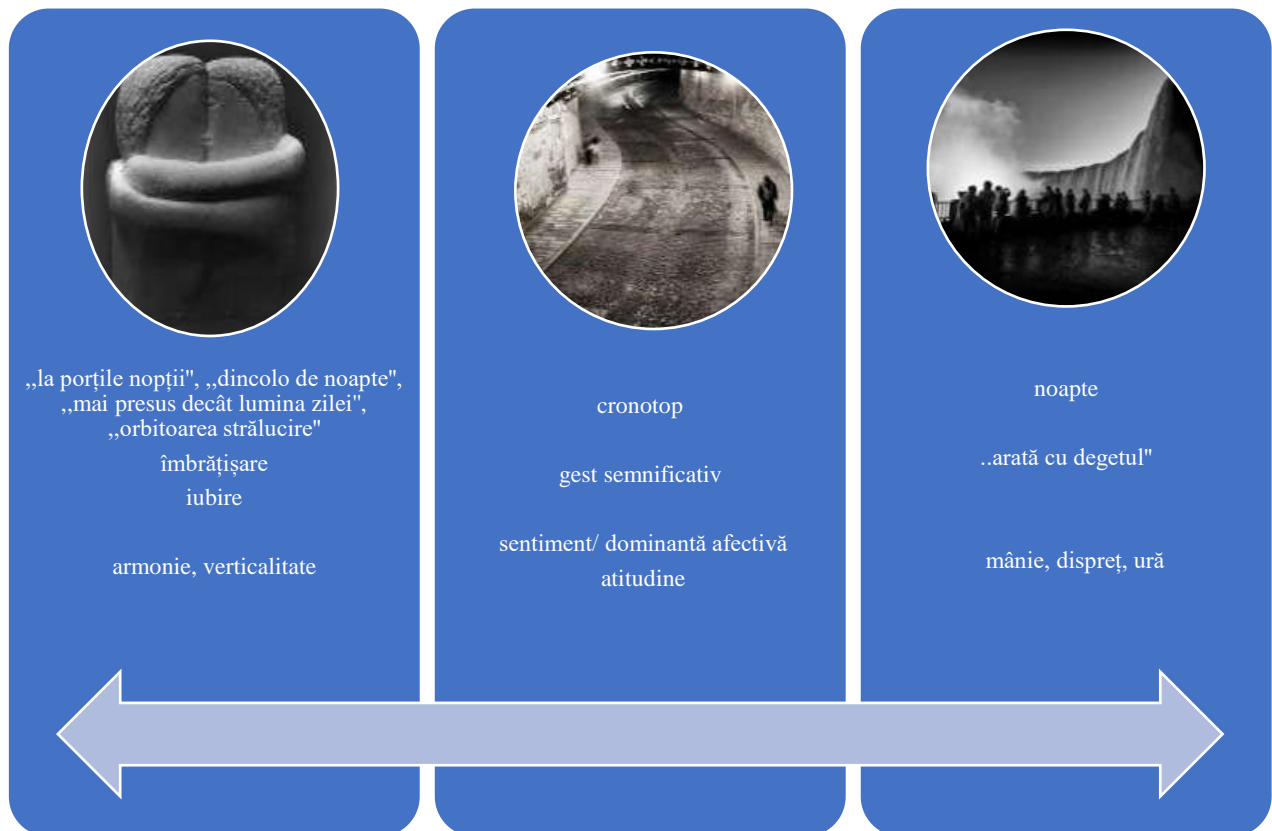 ,,la porțile nopții", ,,dincolo de noapte",
,,mai presus decât lumina zilei",
,,orbitoarea strălucire"
îmbrățișare
iubire
armonie, verticalitate
cronotop
gest semnificativ
sentiment/ dominantă afectivă
atitudine
noapte
..arată cu degetul"
mânie, dispreț, ură